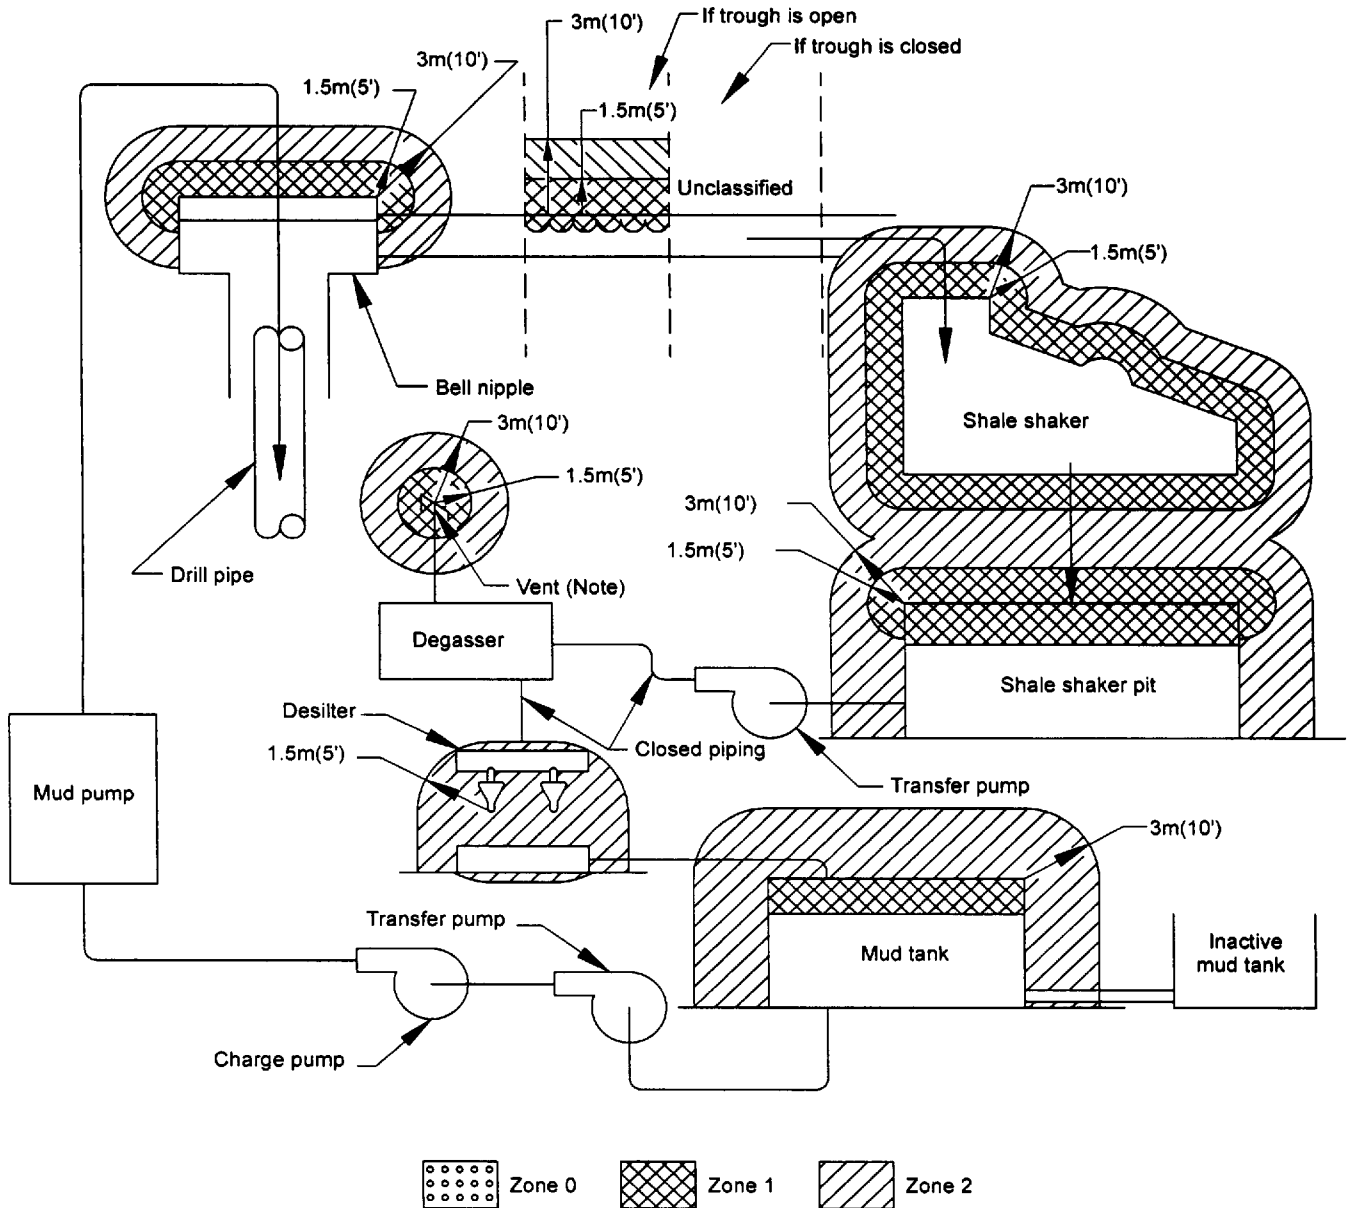 3m(10')
If trough is open
If trough is closed
3m(10')
1.5m(5')
1.5m(5')
Unclassified
3m(10')
1.5m(5')
Bell nipple
Shale shaker
3m(10')
1.5m(5')
3m(10')
1.5m(5')
Drill pipe
Vent (Note)
Degasser
Shale shaker pit
Desilter
1.5m(5')
Closed piping
Transfer pump
Mud pump
3m(10')
Transfer pump
Mud tank
Inactive
mud tank
Charge pump
Zone 0
Zone 1
Zone 2